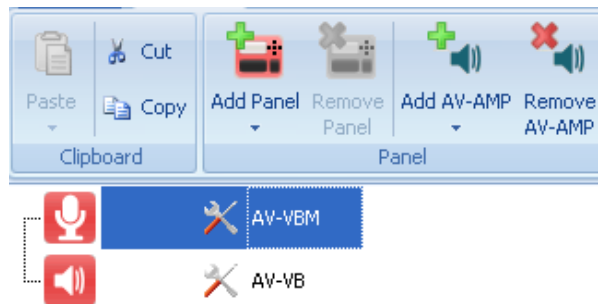 Cut
Paste
Copy
Clipboard
Add Panel
Remove
Panel
Add AV-AMP
Remove
AV-AMP
Panel
AV-VBM
AV-VB